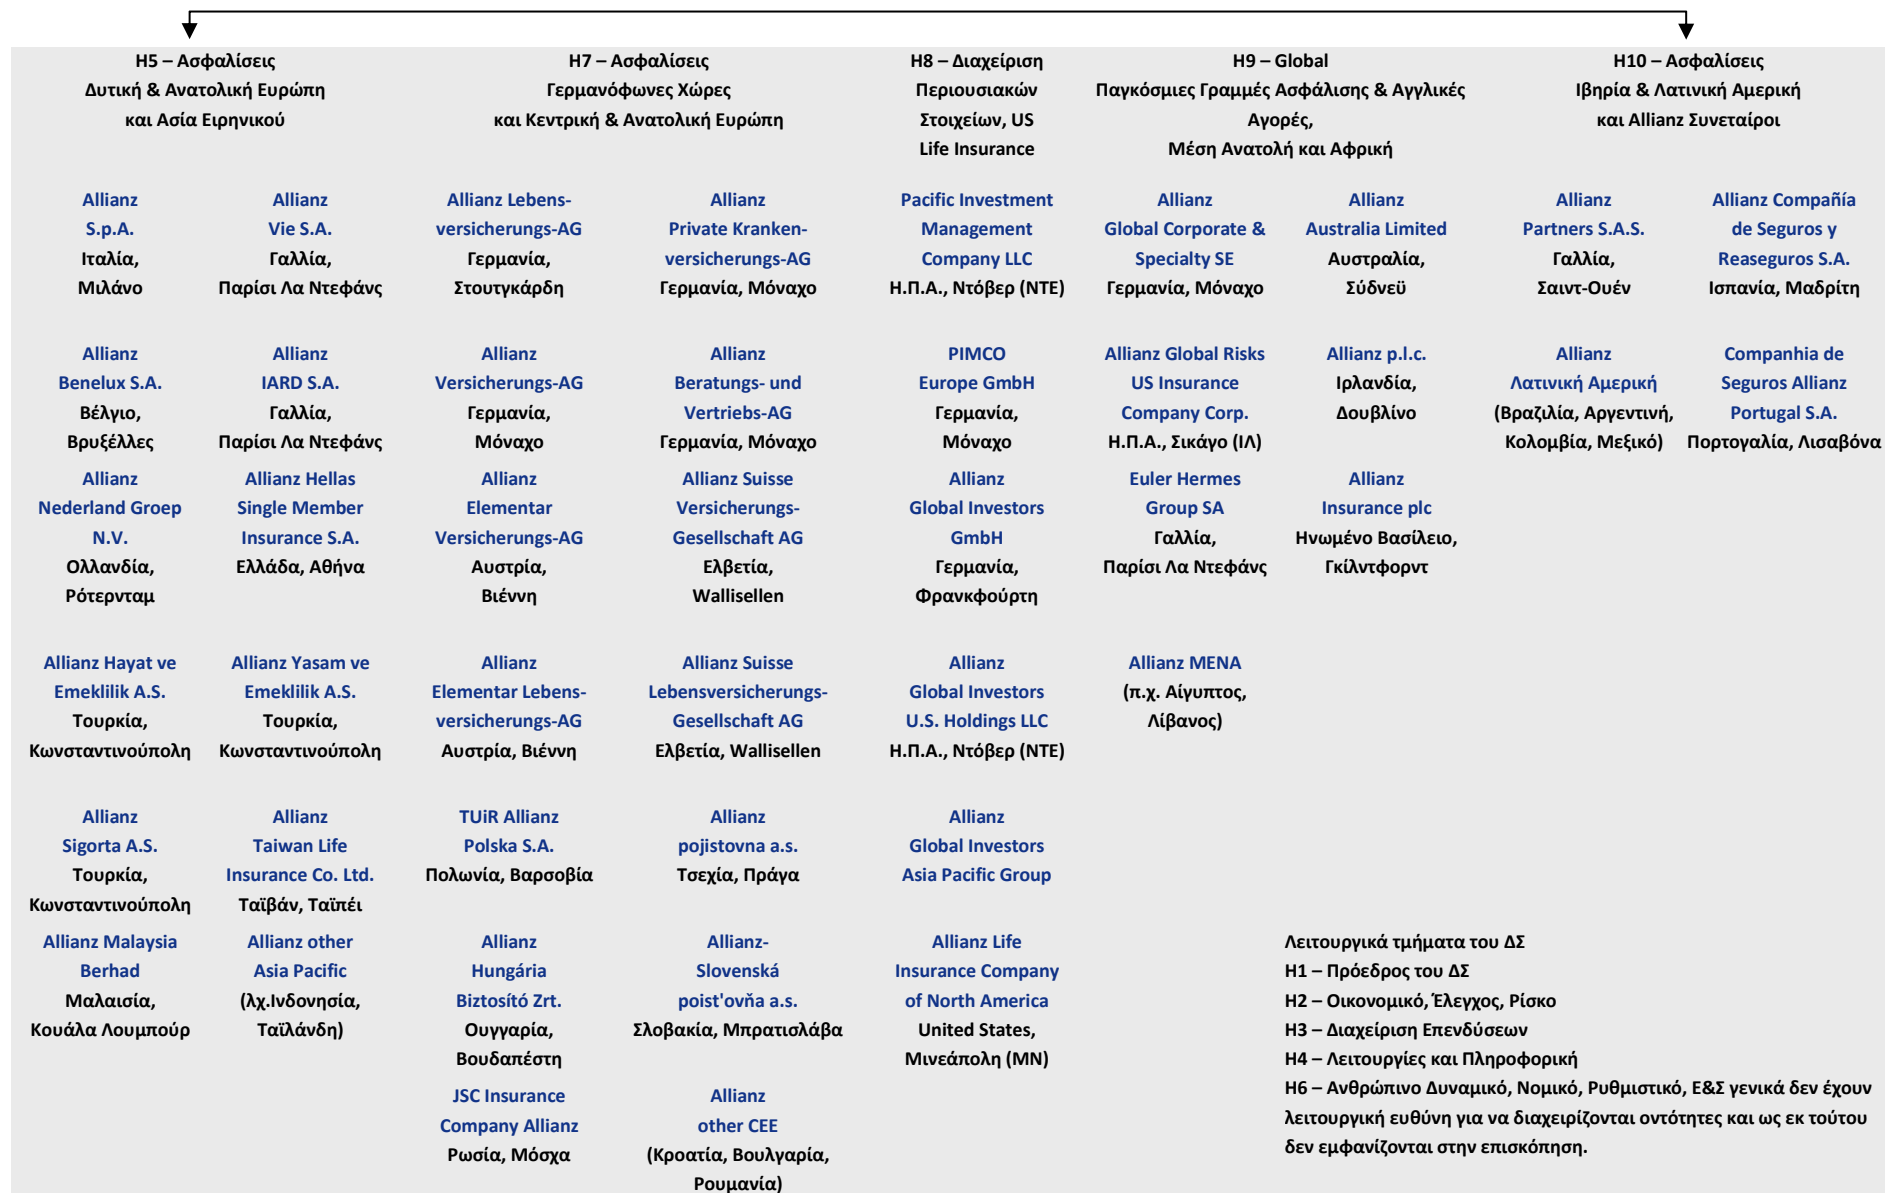 H5 – Ασφαλίσεις
Δυτική & Ανατολική Ευρώπη
και Ασία Ειρηνικού
H7 – Ασφαλίσεις
Γερμανόφωνες Χώρες
και Κεντρική & Ανατολική Ευρώπη
H8 – Διαχείριση
Περιουσιακών
Στοιχείων, US
Life Insurance
H9 – Global
Παγκόσμιες Γραμμές Ασφάλισης & Αγγλικές
Αγορές,
Μέση Ανατολή και Αφρική
H10 – Ασφαλίσεις
Ιβηρία & Λατινική Αμερική
και Allianz Συνεταίροι
Allianz
S.p.A.
Ιταλία,
Μιλάνο
Allianz
Vie S.A.
Γαλλία,
Παρίσι Λα Ντεφάνς
Allianz Lebens-
versicherungs-AG
Γερμανία,
Στουτγκάρδη
Allianz
Private Kranken-
versicherungs-AG
Γερμανία, Μόναχο
Pacific Investment
Management
Company LLC
Η.Π.Α., Ντόβερ (ΝΤΕ)
Allianz
Global Corporate &
Specialty SE
Γερμανία, Μόναχο
Allianz
Australia Limited
Αυστραλία,
Σύδνεϋ
Allianz
Partners S.A.S.
Γαλλία,
Σαιντ-Ουέν
Allianz Compañía
de Seguros y
Reaseguros S.A.
Ισπανία, Μαδρίτη
Allianz
Benelux S.A.
Βέλγιο,
Βρυξέλλες
Allianz
IARD S.A.
Γαλλία,
Παρίσι Λα Ντεφάνς
Allianz
Versicherungs-AG
Γερμανία,
Μόναχο
Allianz
Beratungs- und
Vertriebs-AG
Γερμανία, Μόναχο
PIMCO
Europe GmbH
Γερμανία,
Μόναχο
Allianz Global Risks
US Insurance
Company Corp.
Η.Π.Α., Σικάγο (ΙΛ)
Allianz p.l.c.
Ιρλανδία,
Δουβλίνο
Allianz
Λατινική Αμερική
(Βραζιλία, Αργεντινή,
Κολομβία, Μεξικό)
Companhia de
Seguros Allianz
Portugal S.A.
Πορτογαλία, Λισαβόνα
Allianz
Nederland Groep
N.V.
Ολλανδία,
Ρότερνταμ
Allianz Hellas
Single Member
Insurance S.A.
Ελλάδα, Αθήνα
Allianz
Elementar
Versicherungs-AG
Αυστρία,
Βιέννη
Allianz Suisse
Versicherungs-
Gesellschaft AG
Ελβετία,
Wallisellen
Allianz
Global Investors
GmbH
Γερμανία,
Φρανκφούρτη
Euler Hermes
Group SA
Γαλλία,
Παρίσι Λα Ντεφάνς
Allianz
Insurance plc
Ηνωμένο Βασίλειο,
Γκίλντφορντ
Allianz Hayat ve
Emeklilik A.S.
Τουρκία,
Κωνσταντινούπολη
Allianz Yasam ve
Emeklilik A.S.
Τουρκία,
Κωνσταντινούπολη
Allianz
Elementar Lebens-
versicherungs-AG
Αυστρία, Βιέννη
Allianz Suisse
Lebensversicherungs-
Gesellschaft AG
Ελβετία, Wallisellen
Allianz
Global Investors
U.S. Holdings LLC
Η.Π.Α., Ντόβερ (ΝΤΕ)
Allianz MENA
(π.χ. Αίγυπτος,
Λίβανος)
Allianz
Sigorta A.S.
Τουρκία,
Κωνσταντινούπολη
Allianz
Taiwan Life
Insurance Co. Ltd.
Ταϊβάν, Ταϊπέι
TUiR Allianz
Polska S.A.
Πολωνία, Βαρσοβία
Allianz
pojistovna a.s.
Τσεχία, Πράγα
Allianz
Global Investors
Asia Pacific Group
Allianz Malaysia
Berhad
Μαλαισία,
Κουάλα Λουμπούρ
Allianz other
Asia Pacific
(λχ.Ινδονησία,
Ταϊλάνδη)
Allianz
Hungária
Biztosító Zrt.
Ουγγαρία,
Βουδαπέστη
Allianz-
Slovenská
poist'ovňa a.s.
Σλοβακία, Μπρατισλάβα
Allianz Life
Insurance Company
of North America
United States,
Μινεάπολη (ΜΝ)
JSC Insurance
Company Allianz
Ρωσία, Μόσχα
Allianz
other CEE
(Κροατία, Βουλγαρία,
Ρουμανία)
Λειτουργικά τμήματα του ΔΣ
H1 – Πρόεδρος του ΔΣ
H2 – Οικονομικό, Έλεγχος, Ρίσκο
H3 – Διαχείριση Επενδύσεων
H4 – Λειτουργίες και Πληροφορική
H6 – Ανθρώπινο Δυναμικό, Νομικό, Ρυθμιστικό, Ε&Σ γενικά δεν έχουν
λειτουργική ευθύνη για να διαχειρίζονται οντότητες και ως εκ τούτου
δεν εμφανίζονται στην επισκόπηση.